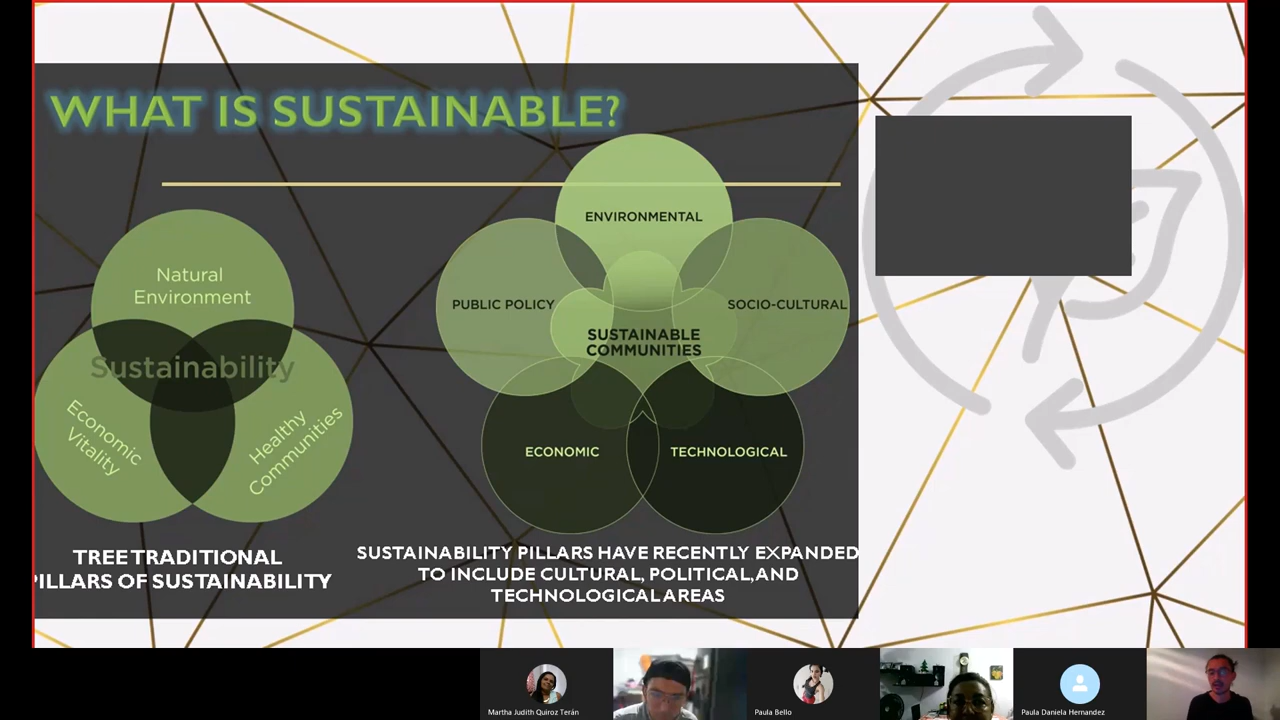 WHAT IS SUSTAINABLE?
Natural
Environment
Sustainability
Economic
Vitality
Healthy
Communities
TREE TRADITIONAL
PILLARS OF SUSTAINABILITY
ENVIRONMENTAL
PUBLIC POLICY
SOCIO-CULTURAL
SUSTAINABLE
COMMUNITIES
ECONOMIC
TECHNOLOGICAL
SUSTAINABILITY PILLARS HAVE RECENTLY EXPANDED
TO INCLUDE CULTURAL, POLITICAL,AND
TECHNOLOGICAL AREAS
Martha Judith Quiroz Terán
Paula Bello
Paula Daniela Hernandez